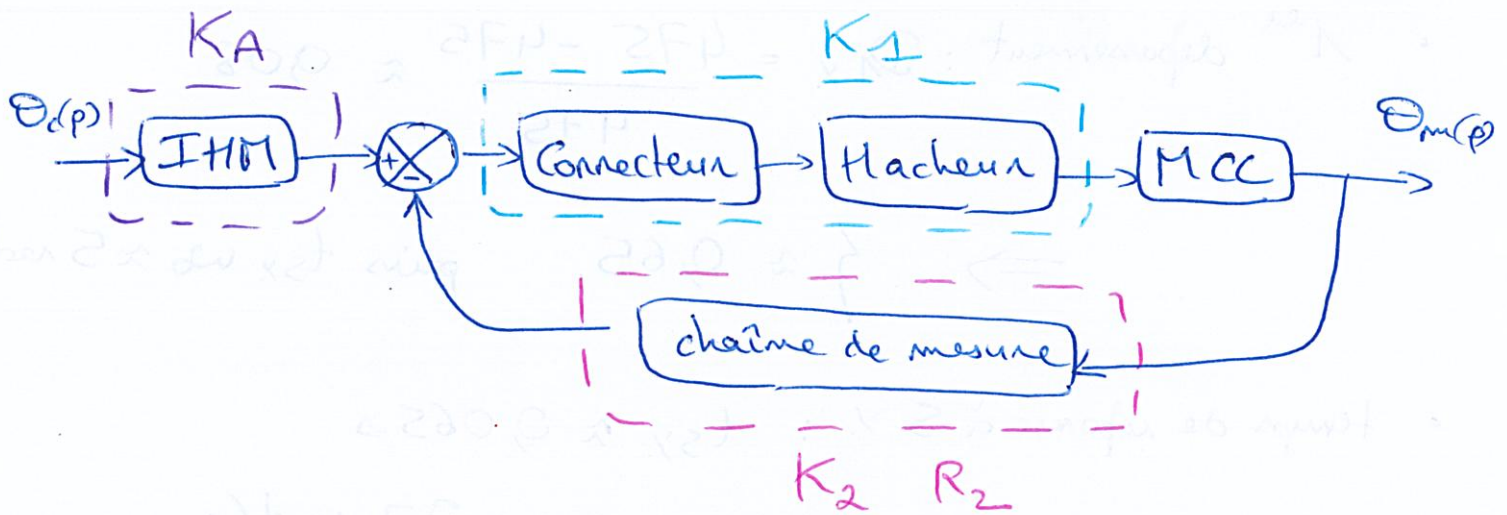 KA
K1
Θc(p)
IHM
+
-
Connecteur
Hacheur
MCC
Θm(p)
chaîne de mesure
K2 R2